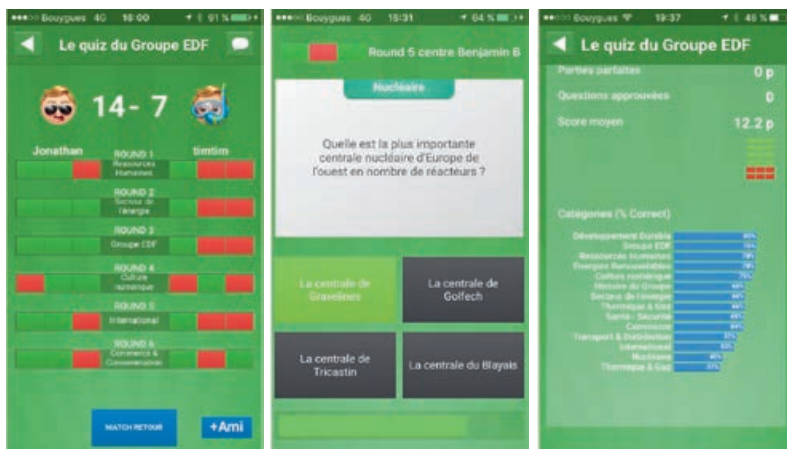 Bouygues 4G 16:00 91 %
Le quiz du Groupe EDF
14 - 7
Jonathan
timtim
ROUND 1
Ressources
Humaines
ROUND 2
Secteur de
l'énergie
ROUND 3
Groupe EDF
ROUND 4
Culture
numérique
ROUND 5
International
ROUND 6
Commerce &
Consommation
MATCH RETOUR
+Ami
Bouygues 4G 15:31 64 %
Round 5 contre Benjamin B
Nucléaire
Quelle est la plus importante
centrale nucléaire d'Europe de
l'ouest en nombre de réacteurs ?
La centrale de
Gravelines
La centrale de
Golfech
La centrale de
Tricastin
La centrale du Blayais
Bouygues 19:37 48 %
Le quiz du Groupe EDF
Parties parfaites 0 p
Questions approuvées 0
Score moyen 12.2 p
Catégories (% Correct)
Développement Durable
Groupe EDF
Ressources Humaines
Energies Renouvelables
Culture numérique
Histoire du Groupe
Secteur de l'énergie
Thermique & Gaz
Santé - Sécurité
Commerce
Transport & Distribution
International
Nucléaire
Thermique & Gaz